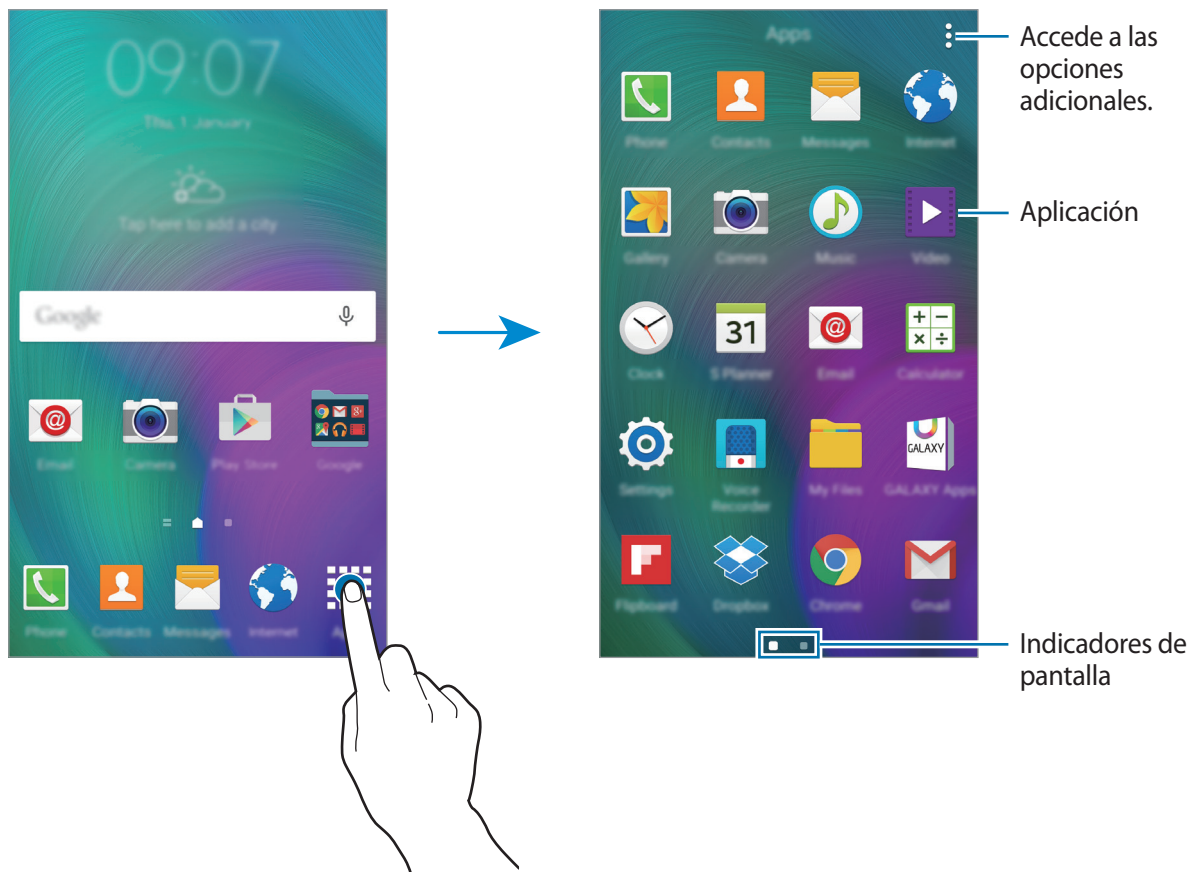 09:07
Thu, 1 January
Tap here to add a city
Google
Email
Camera
Play Store
Google
Phone
Contacts
Messages
Internet
Apps
Accede a las
opciones
adicionales.
Phone
Contacts
Messages
Internet
Gallery
Camera
Music
Video
Aplicación
31
Clock
S Planner
Email
Calculator
GALAXY
Settings
Voice
Recorder
My Files
GALAXY Apps
Flipboard
Dropbox
Chrome
Gmail
Indicadores de
pantalla